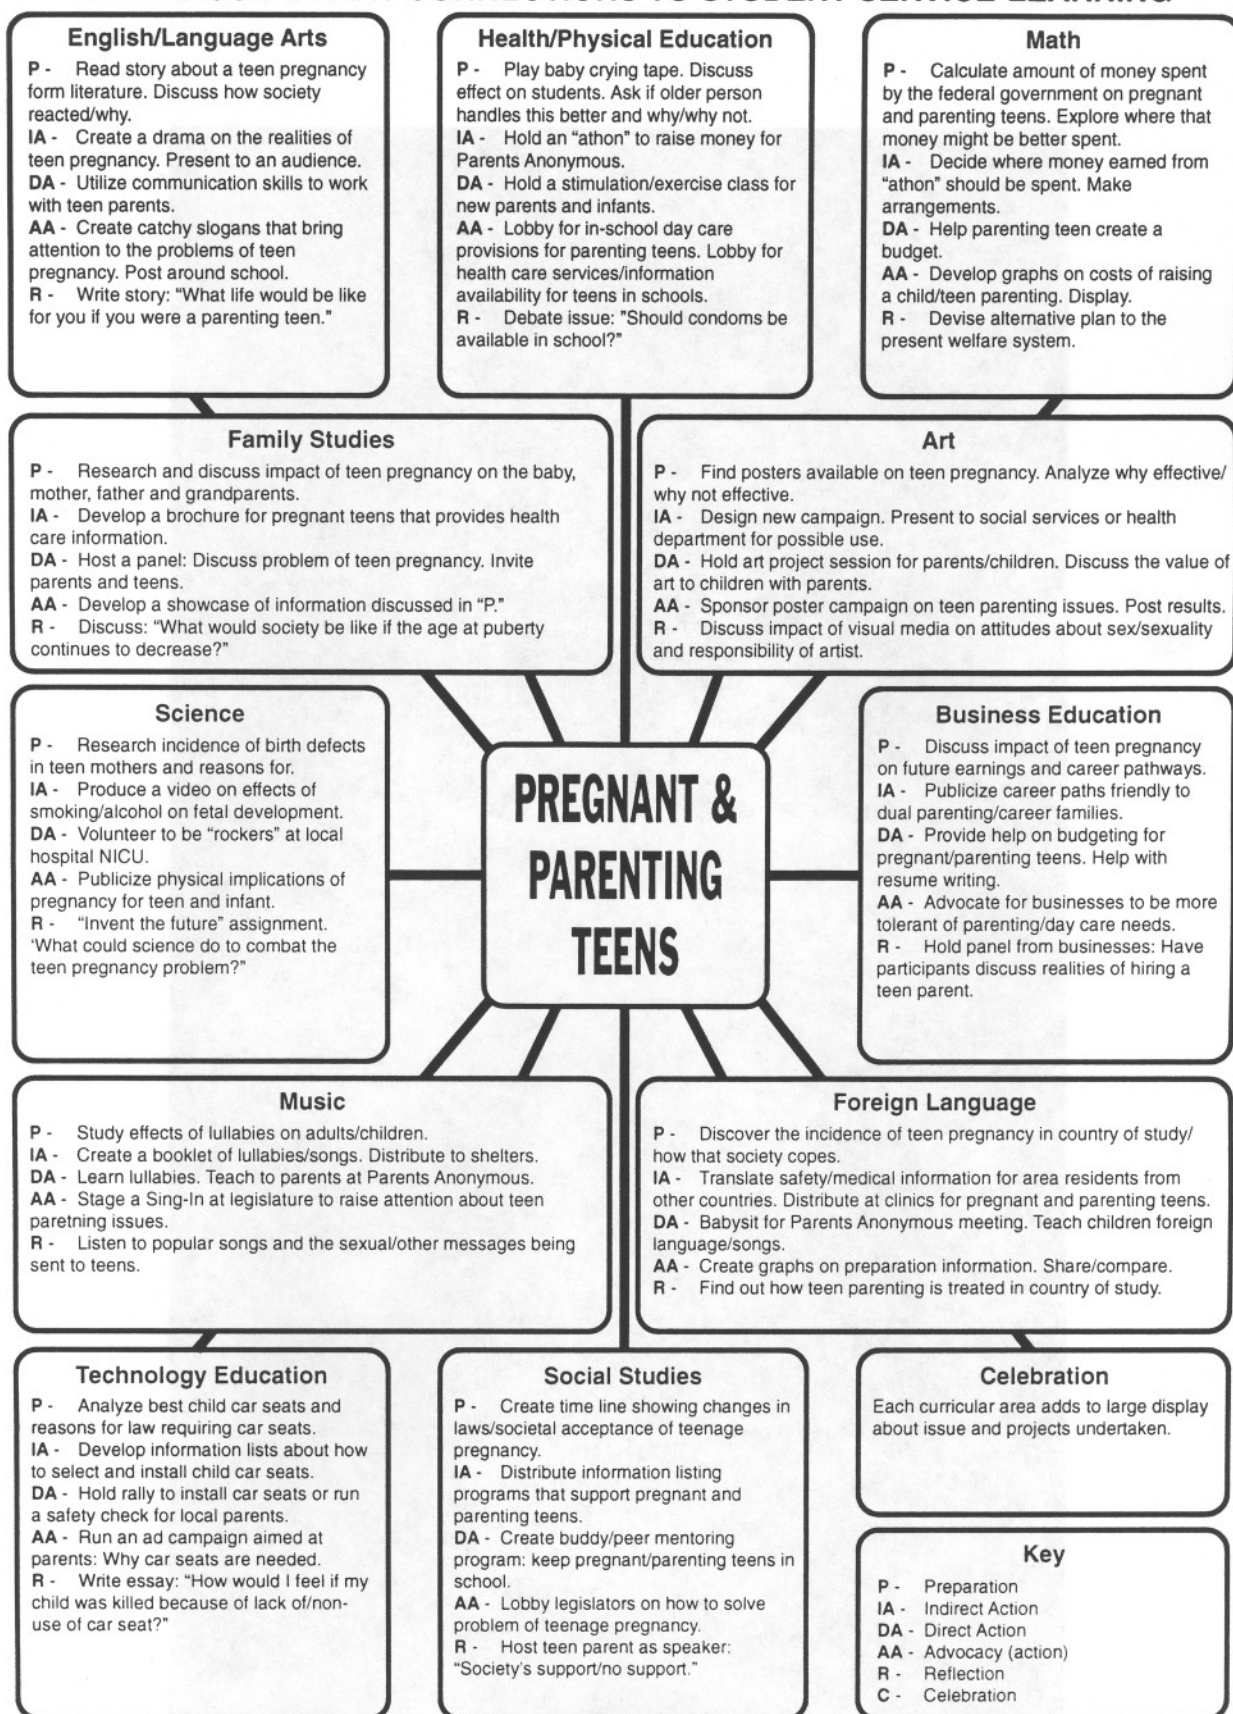 CONNECTIONS TO STUDENT SERVICE-LEARNING
English/Language Arts
P - Read story about a teen pregnancy
form literature. Discuss how society
reacted/why.
IA - Create a drama on the realities of
teen pregnancy. Present to an audience.
DA - Utilize communication skills to work
with teen parents.
AA - Create catchy slogans that bring
attention to the problems of teen
pregnancy. Post around school.
R - Write story: "What life would be like
for you if you were a parenting teen."
Health/Physical Education
P - Play baby crying tape. Discuss
effect on students. Ask if older person
handles this better and why/why not.
IA - Hold an "athon" to raise money for
Parents Anonymous.
DA - Hold a stimulation/exercise class for
new parents and infants.
AA - Lobby for in-school day care
provisions for parenting teens. Lobby for
health care services/information
availability for teens in schools.
R - Debate issue: "Should condoms be
available in school?"
Math
P - Calculate amount of money spent
by the federal government on pregnant
and parenting teens. Explore where that
money might be better spent.
IA - Decide where money earned from
"athon" should be spent. Make
arrangements.
DA - Help parenting teen create a
budget.
AA - Develop graphs on costs of raising
a child/teen parenting. Display.
R - Devise alternative plan to the
present welfare system.
Family Studies
P - Research and discuss impact of teen pregnancy on the baby,
mother, father and grandparents.
IA - Develop a brochure for pregnant teens that provides health
care information.
DA - Host a panel: Discuss problem of teen pregnancy. Invite
parents and teens.
AA - Develop a showcase of information discussed in "P."
R - Discuss: "What would society be like if the age at puberty
continues to decrease?"
Art
P - Find posters available on teen pregnancy. Analyze why effective/
why not effective.
IA - Design new campaign. Present to social services or health
department for possible use.
DA - Hold art project session for parents/children. Discuss the value of
art to children with parents.
AA - Sponsor poster campaign on teen parenting issues. Post results.
R - Discuss impact of visual media on attitudes about sex/sexuality
and responsibility of artist.
Science
P - Research incidence of birth defects
in teen mothers and reasons for.
IA - Produce a video on effects of
smoking/alcohol on fetal development.
DA - Volunteer to be "rockers" at local
hospital NICU.
AA - Publicize physical implications of
pregnancy for teen and infant.
R - "Invent the future" assignment.
'What could science do to combat the
teen pregnancy problem?"
PREGNANT &
PARENTING
TEENS
Business Education
P - Discuss impact of teen pregnancy
on future earnings and career pathways.
IA - Publicize career paths friendly to
dual parenting/career families.
DA - Provide help on budgeting for
pregnant/parenting teens. Help with
resume writing.
AA - Advocate for businesses to be more
tolerant of parenting/day care needs.
R - Hold panel from businesses: Have
participants discuss realities of hiring a
teen parent.
Music
P - Study effects of lullabies on adults/children.
IA - Create a booklet of lullabies/songs. Distribute to shelters.
DA - Learn lullabies. Teach to parents at Parents Anonymous.
AA - Stage a Sing-In at legislature to raise attention about teen
paretning issues.
R - Listen to popular songs and the sexual/other messages being
sent to teens.
Foreign Language
P - Discover the incidence of teen pregnancy in country of study/
how that society copes.
IA - Translate safety/medical information for area residents from
other countries. Distribute at clinics for pregnant and parenting teens.
DA - Babysit for Parents Anonymous meeting. Teach children foreign
language/songs.
AA - Create graphs on preparation information. Share/compare.
R - Find out how teen parenting is treated in country of study.
Technology Education
P - Analyze best child car seats and
reasons for law requiring car seats.
IA - Develop information lists about how
to select and install child car seats.
DA - Hold rally to install car seats or run
a safety check for local parents.
AA - Run an ad campaign aimed at
parents: Why car seats are needed.
R - Write essay: "How would I feel if my
child was killed because of lack of/non-
use of car seat?"
Social Studies
P - Create time line showing changes in
laws/societal acceptance of teenage
pregnancy.
IA - Distribute information listing
programs that support pregnant and
parenting teens.
DA - Create buddy/peer mentoring
program: keep pregnant/parenting teens in
school.
AA - Lobby legislators on how to solve
problem of teenage pregnancy.
R - Host teen parent as speaker:
"Society's support/no support."
Celebration
Each curricular area adds to large display
about issue and projects undertaken.
Key
P - Preparation
IA - Indirect Action
DA - Direct Action
AA - Advocacy (action)
R - Reflection
C - Celebration